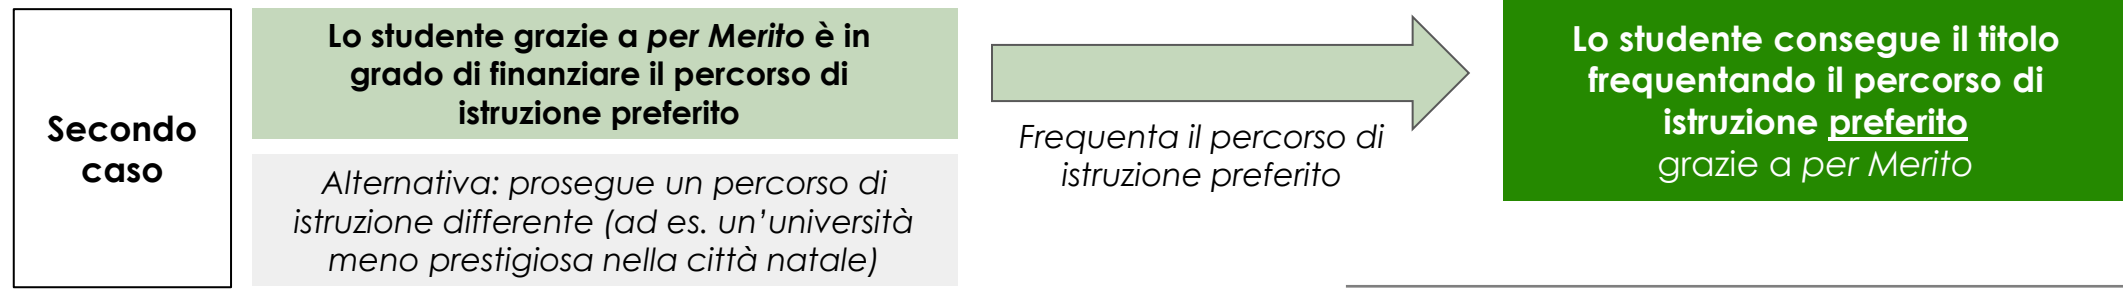 Secondo
caso
Lo studente grazie a per Merito è in
grado di finanziare il percorso di
istruzione preferito
Alternativa: prosegue un percorso di
istruzione differente (ad es. un’università
meno prestigiosa nella città natale)
Frequenta il percorso di
istruzione preferito
Lo studente consegue il titolo
frequentando il percorso di
istruzione preferito
grazie a per Merito